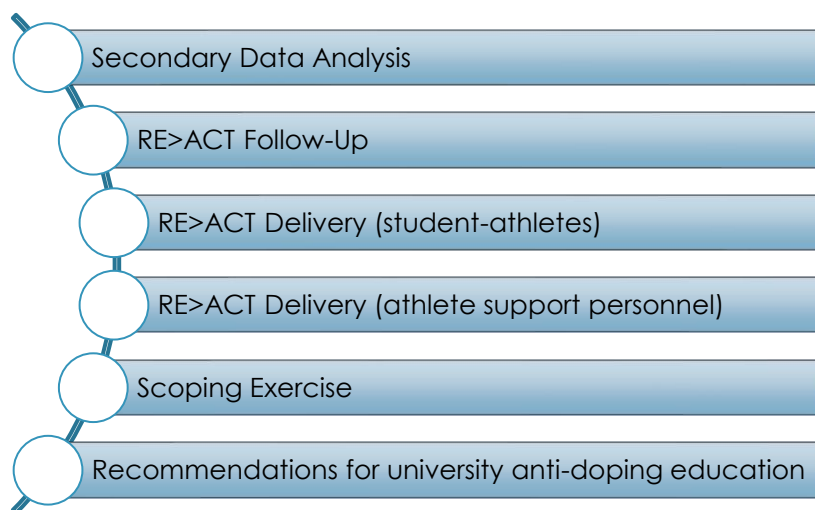 Secondary Data Analysis
RE>ACT Follow-Up
RE>ACT Delivery (student-athletes)
RE>ACT Delivery (athlete support personnel)
Scoping Exercise
Recommendations for university anti-doping education